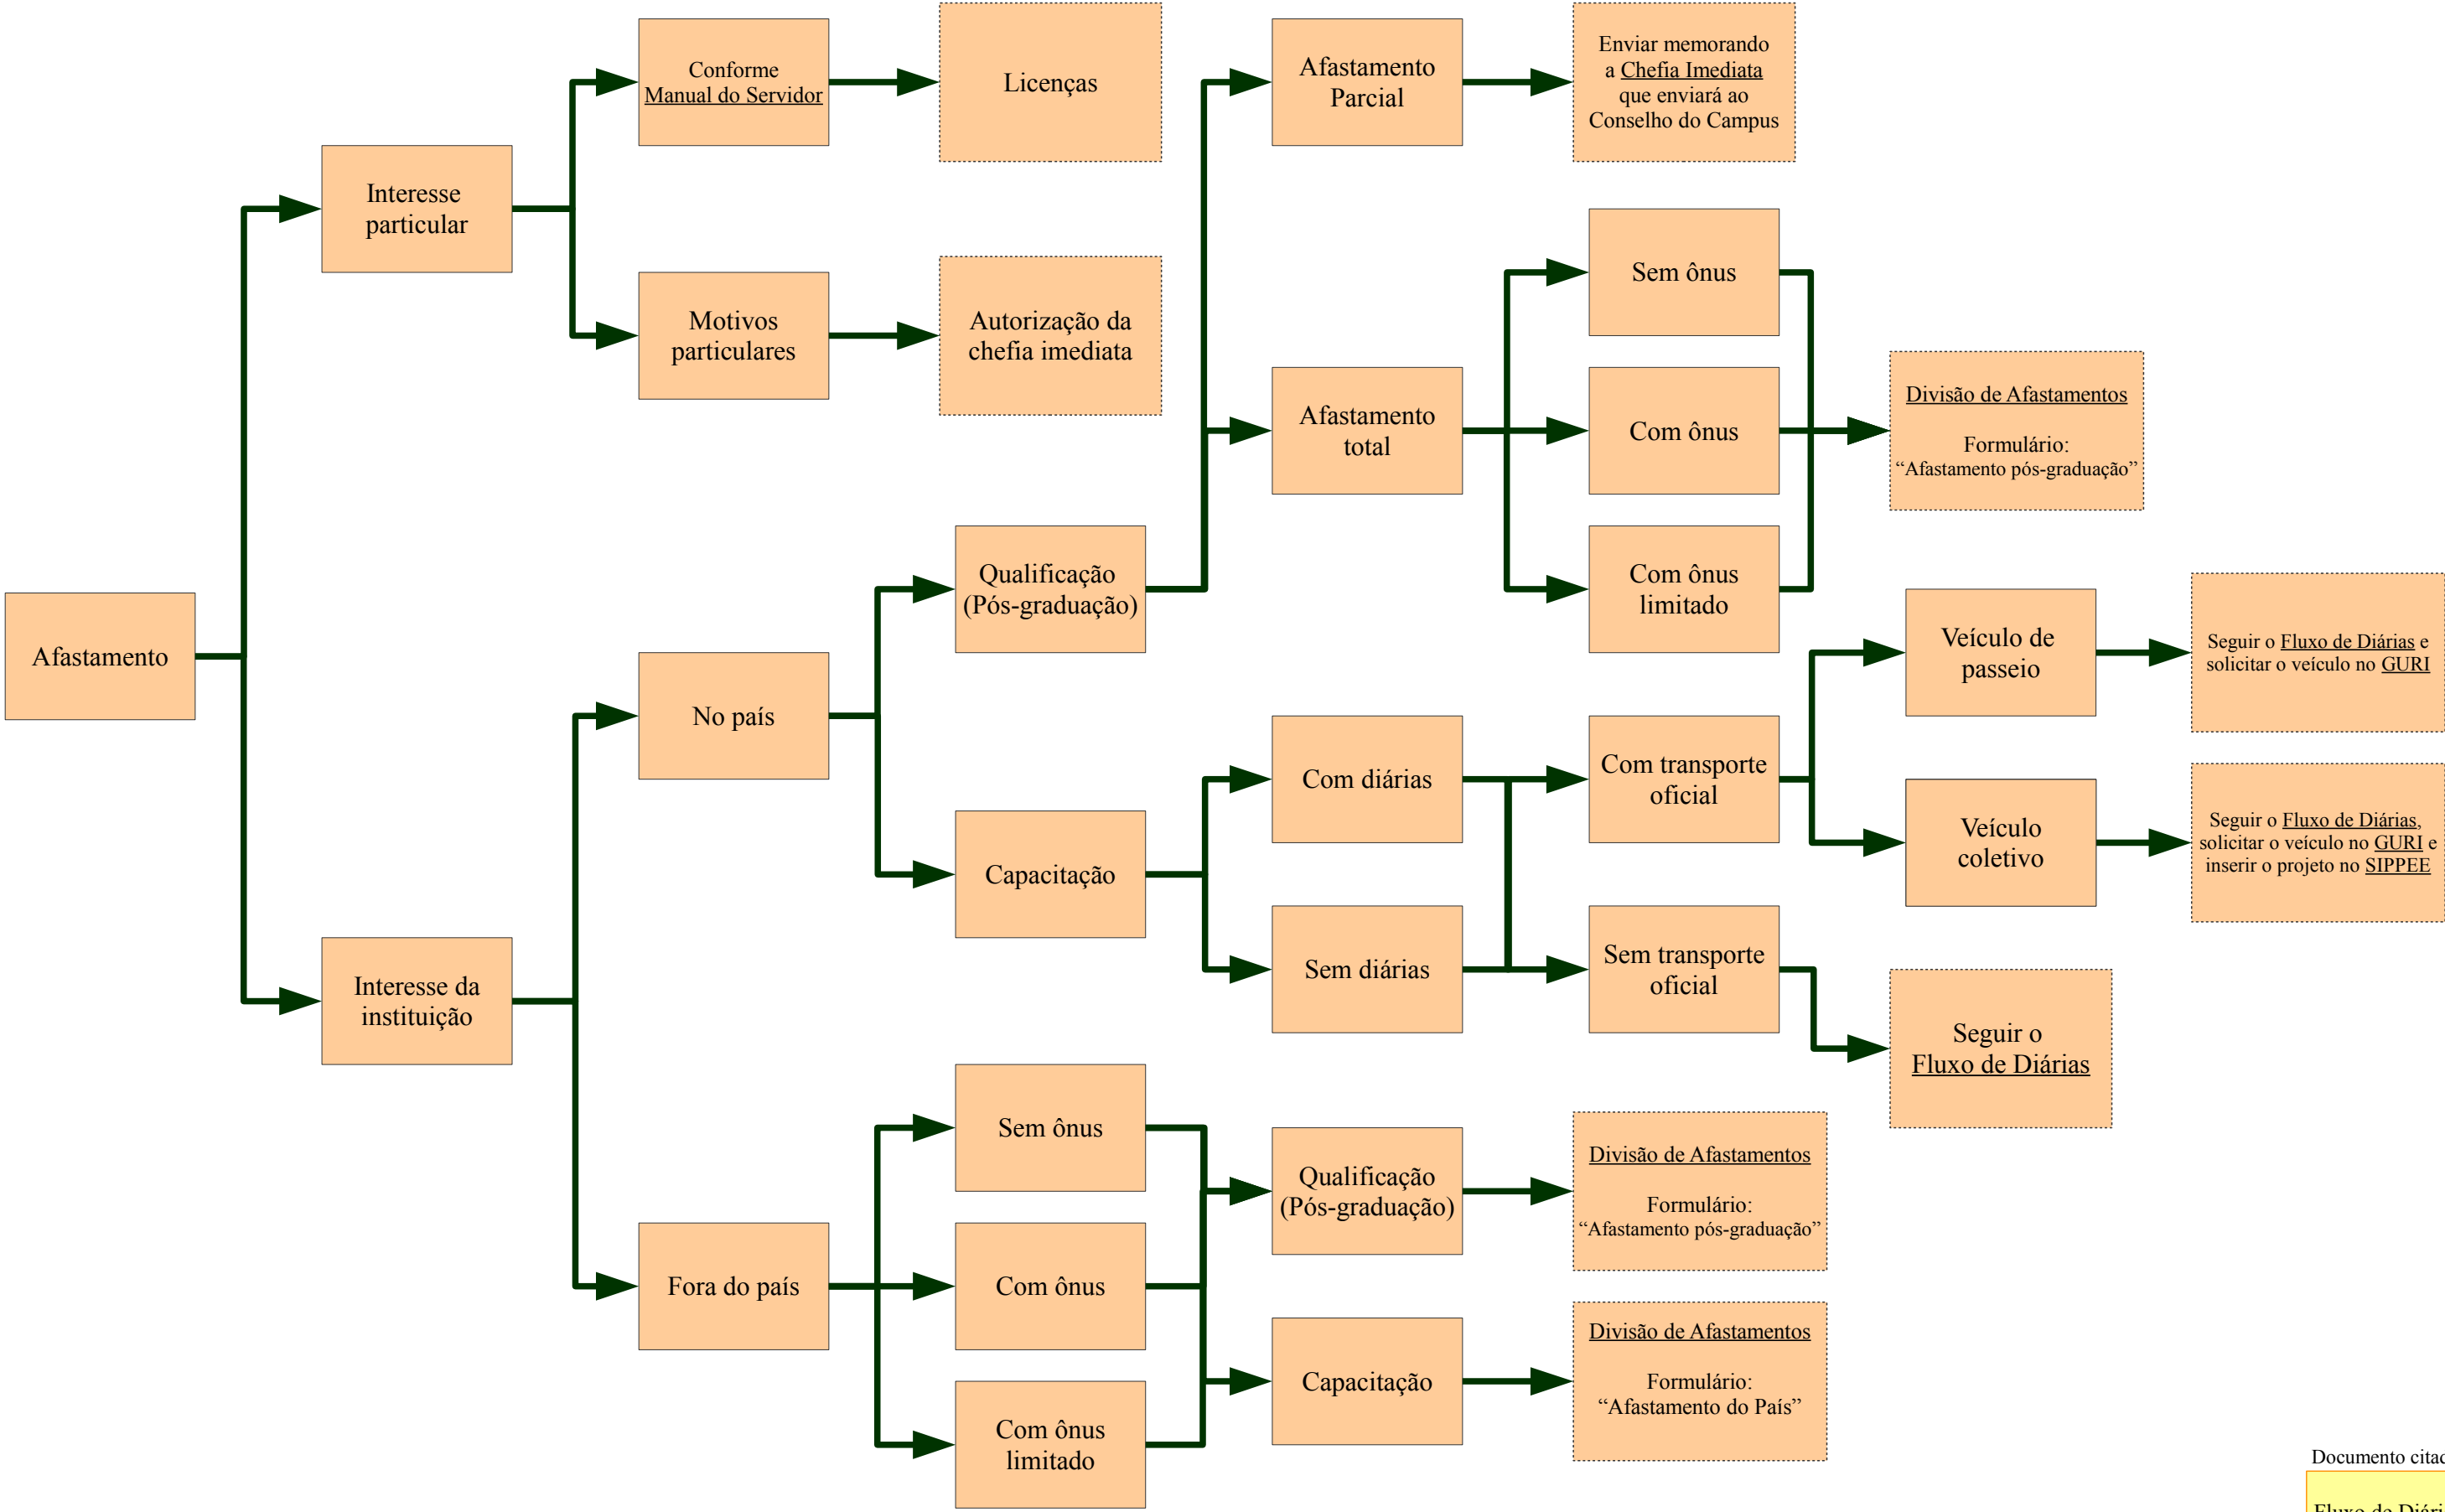 Conforme
Manual do Servidor
Licenças
Afastamento
Parcial
Enviar memorando
a Chefia Imediata
que enviará ao
Conselho do Campus
Interesse
particular
Motivos
particulares
Autorização da
chefia imediata
Sem ônus
Afastamento
total
Com ônus
Divisão de Afastamentos
Formulário:
“Afastamento pós-graduação”
Qualificação
(Pós-graduação)
Com ônus
limitado
Afastamento
No país
Veículo de
passeio
Seguir o Fluxo de Diárias e
solicitar o veículo no GURI
Capacitação
Com diárias
Com transporte
oficial
Veículo
coletivo
Seguir o Fluxo de Diárias,
solicitar o veículo no GURI e
inserir o projeto no SIPPEE
Interesse da
instituição
Sem diárias
Sem transporte
oficial
Seguir o
Fluxo de Diárias
Sem ônus
Qualificação
(Pós-graduação)
Divisão de Afastamentos
Formulário:
“Afastamento pós-graduação”
Fora do país
Com ônus
Com ônus
limitado
Capacitação
Divisão de Afastamentos
Formulário:
“Afastamento do País”
Documento
Fluxo de